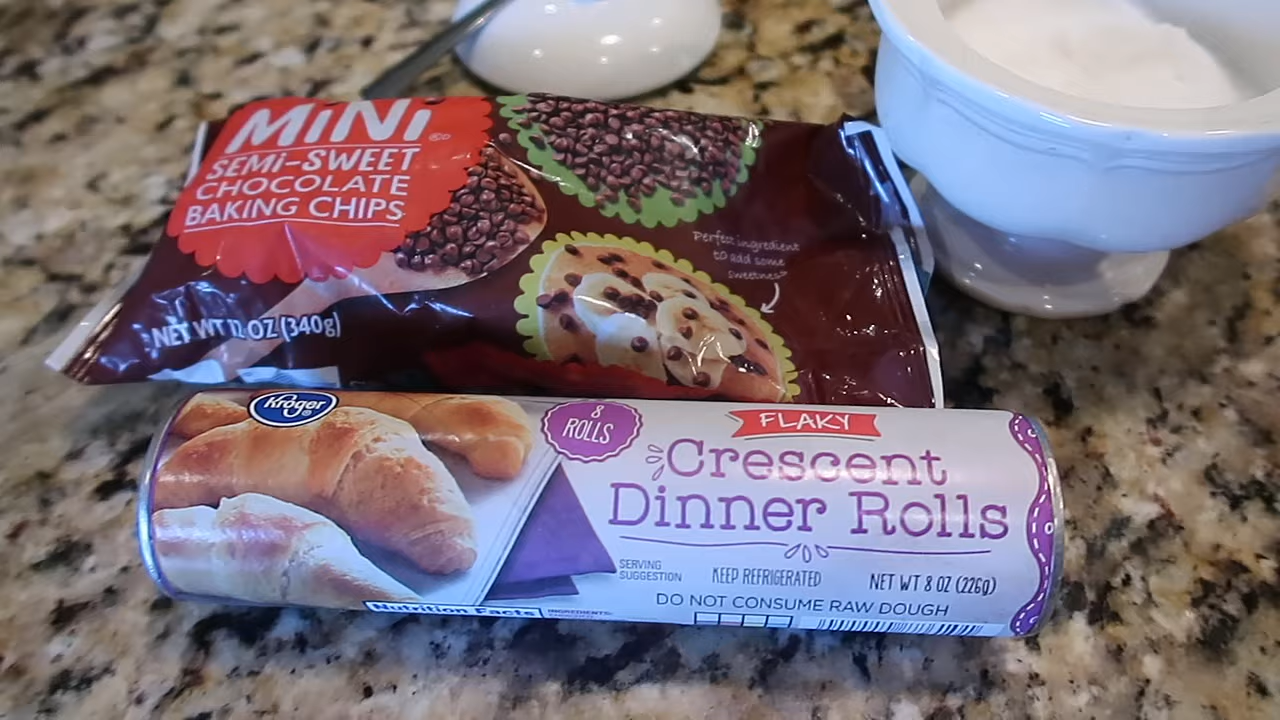 MiNi
SEMi-SWEET
CHOCOLATE
BAKING CHIPS
Perfect ingredient
to add some
sweetness
NET WT 12 OZ (340g)
Kroger
8
ROLLS
FLAKY
Crescent
Dinner Rolls
SERVING
SUGGESTION
KEEP REFRIGERATED
NET WT 8 OZ (226g)
DO NOT CONSUME RAW DOUGH
Nutrition Facts
INGREDIENTS: